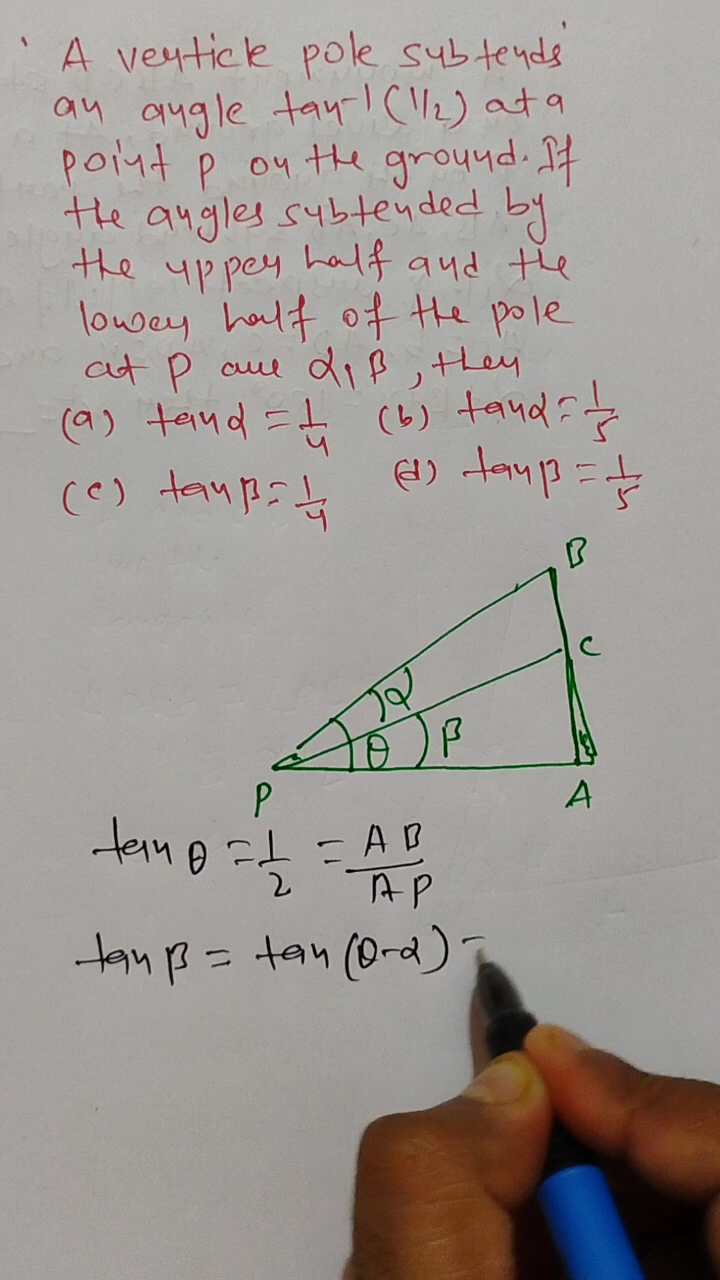 A vertick pole subtends
an angle tan⁻¹(1/2) at a
point p on the ground. If
the angles subtended by
the upper half and the
lower half of the pole
at p are α, β, then
(a) tanα = 1/4 (b) tanα = 1/5
(c) tanβ = 1/4 (d) tanβ = 1/5
B
C
α
θ β
P A
tan θ = 1/2 = AB/AP
tan β = tan(θ-α) =